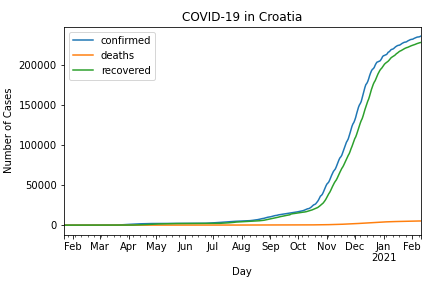 COVID-19 in Croatia
confirmed
deaths
recovered
Number of Cases
200000
150000
100000
50000
0
Feb Mar Apr May Jun Jul Aug Sep Oct Nov Dec Jan Feb
2021
Day